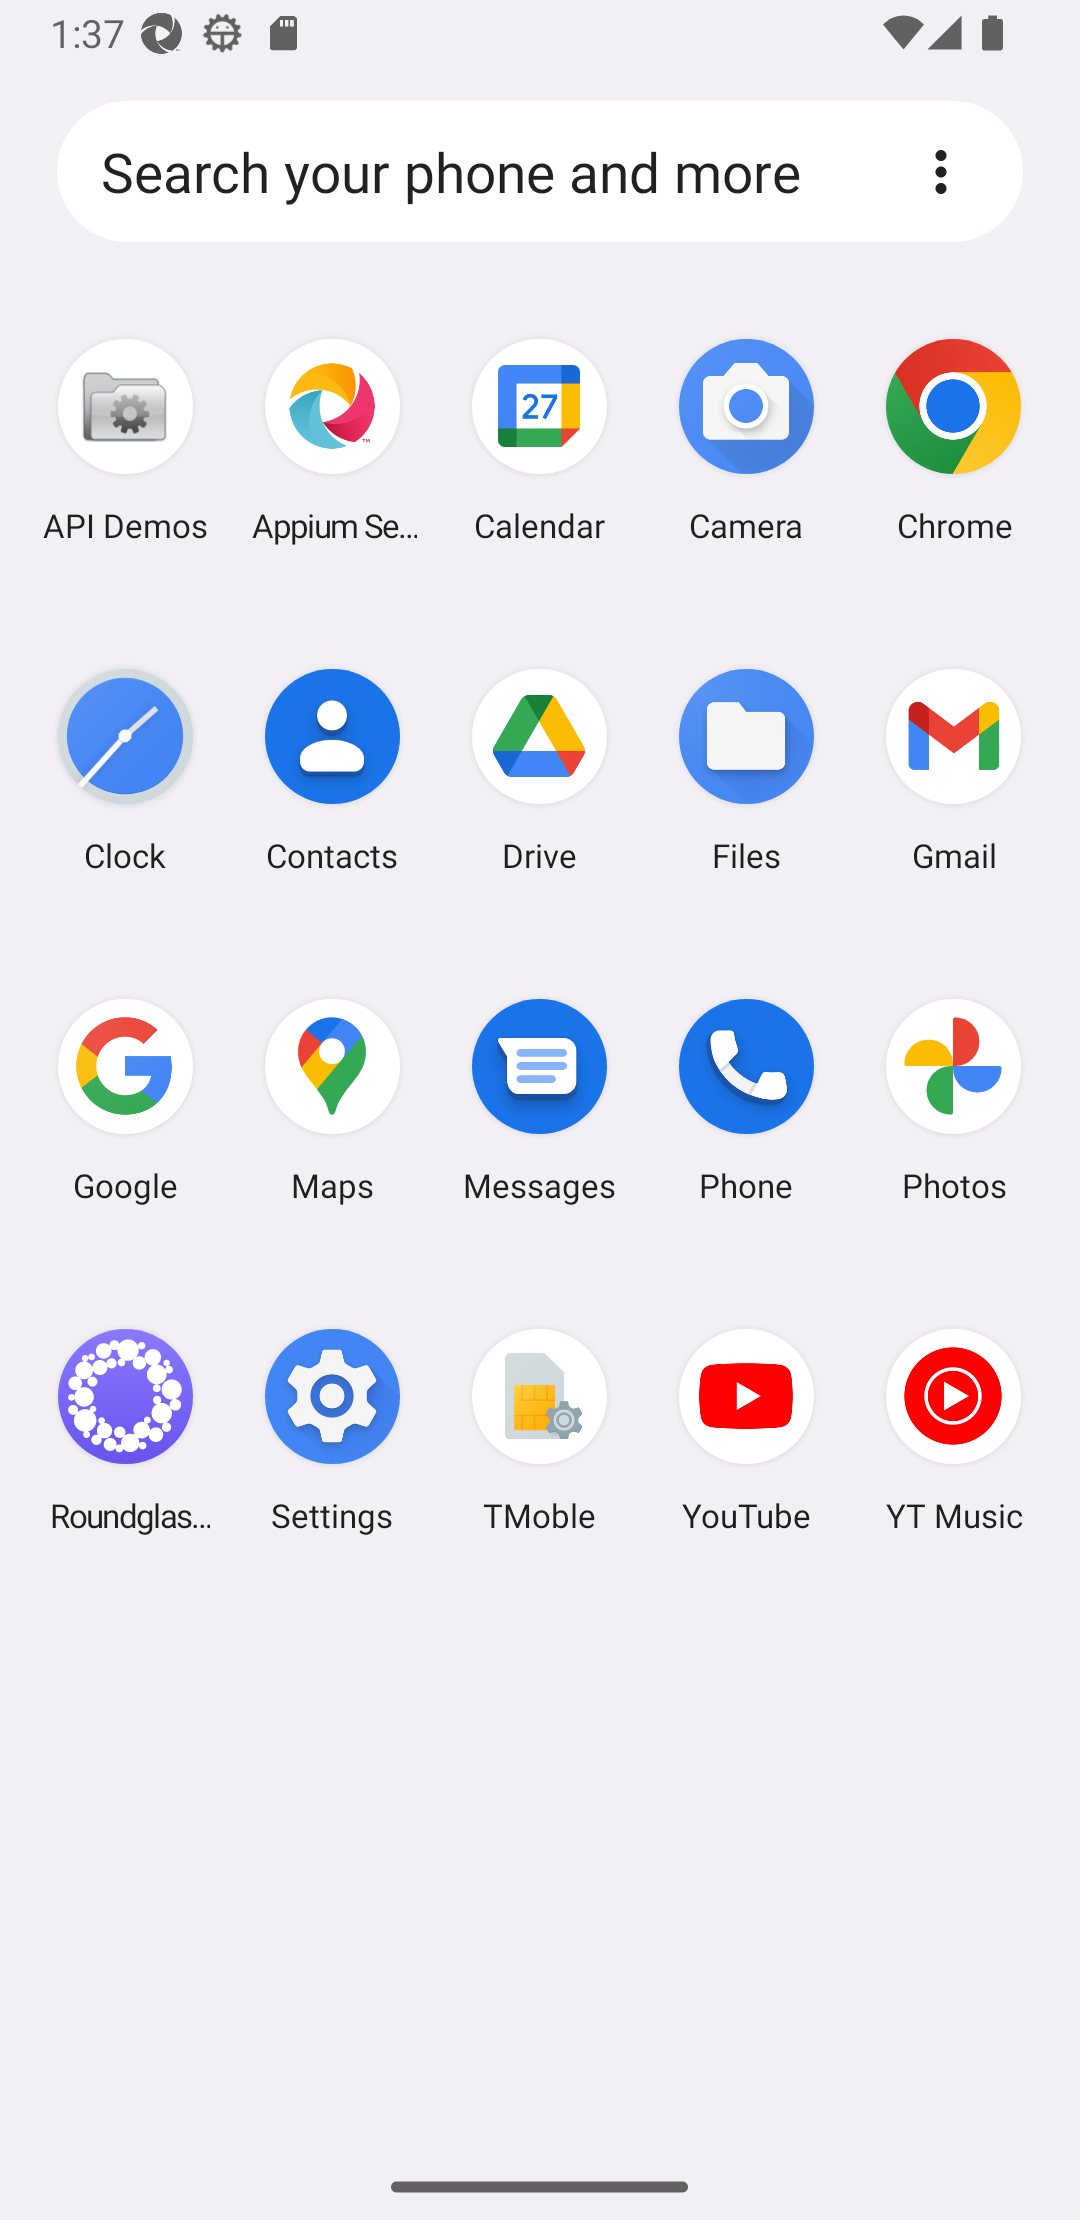 1:37
Search your phone and more
27
API Demos
Appium Se...
Calendar
Camera
Chrome
Clock
Contacts
Drive
Files
Gmail
Google
Maps
Messages
Phone
Photos
Roundglas...
Settings
TMoble
YouTube
YT Music